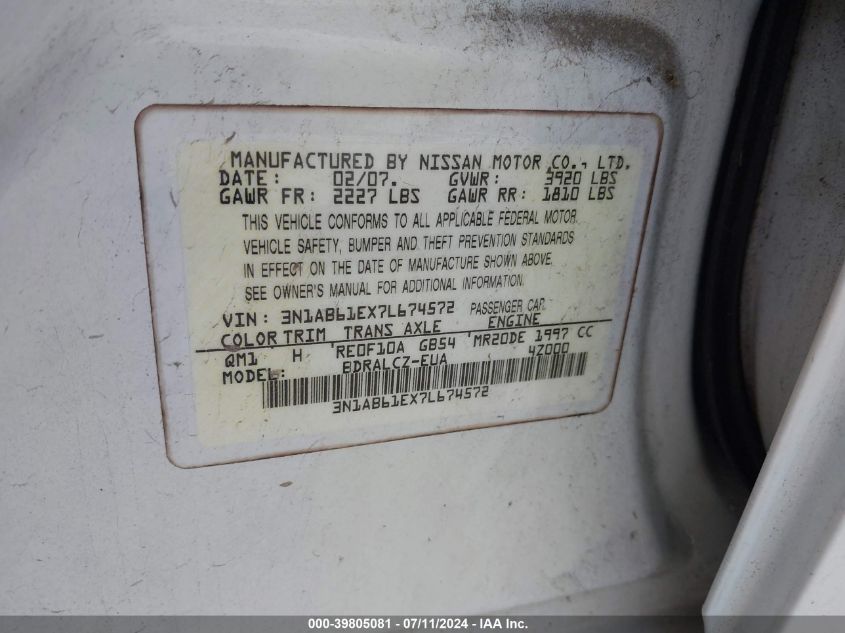 MANUFACTURED BY NISSAN MOTOR CO., LTD.
DATE: 02/07. GVWR: 3920 LBS
GAWR FR: 2227 LBS GAWR RR: 1810 LBS
THIS VEHICLE CONFORMS TO ALL APPLICABLE FEDERAL MOTOR
VEHICLE SAFETY, BUMPER AND THEFT PREVENTION STANDARDS
IN EFFECT ON THE DATE OF MANUFACTURE SHOWN ABOVE.
SEE OWNER'S MANUAL FOR ADDITIONAL INFORMATION.
VIN: 3N1AB61EX7L674572 PASSENGER CAR
COLOR TRIM TRANS AXLE ENGINE
QM1 H RE0F10A GB54 MR20DE 1997 CC
MODEL: BDRALCZ-EUA 4Z000
3N1AB61EX7L674572
000-39805081 - 07/11/2024 - IAA Inc.